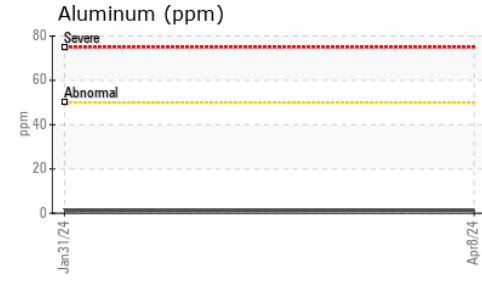 Aluminum (ppm)
80
Severe
60
Abnormal
ppm
40
20
0
Jan31/24
Apr8/24